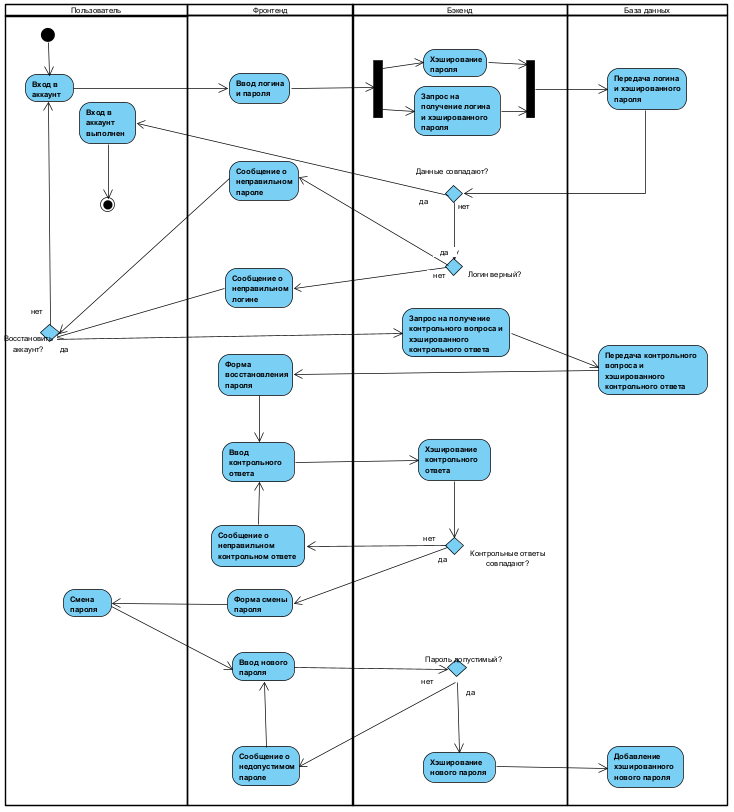 Пользователь
Фронтенд
Бэкенд
База данных
Вход в
аккаунт
Ввод логина
и пароля
Хэширование
пароля
Запрос на
получение логина
и хэшированного
пароля
Передача логина
и хэшированного
пароля
Вход в
аккаунт
выполнен
Сообщение о
неправильном
пароле
Данные совпадают?
да
нет
да
нет
Логин верный?
Сообщение о
неправильном
логине
нет
Восстановить
аккаунт?
да
Запрос на получение
контрольного вопроса и
хэшированного
контрольного ответа
Передача контрольного
вопроса и
хэшированного
контрольного ответа
Форма
восстановления
пароля
Ввод
контрольного
ответа
Хэширование
контрольного
ответа
Сообщение о
неправильном
контрольном ответе
нет
да
Контрольные ответы
совпадают?
Смена
пароля
Форма смены
пароля
Ввод нового
пароля
Пароль допустимый?
нет
да
Сообщение о
недопустимом
пароле
Хэширование
нового пароля
Добавление
хэшированного
нового пароля